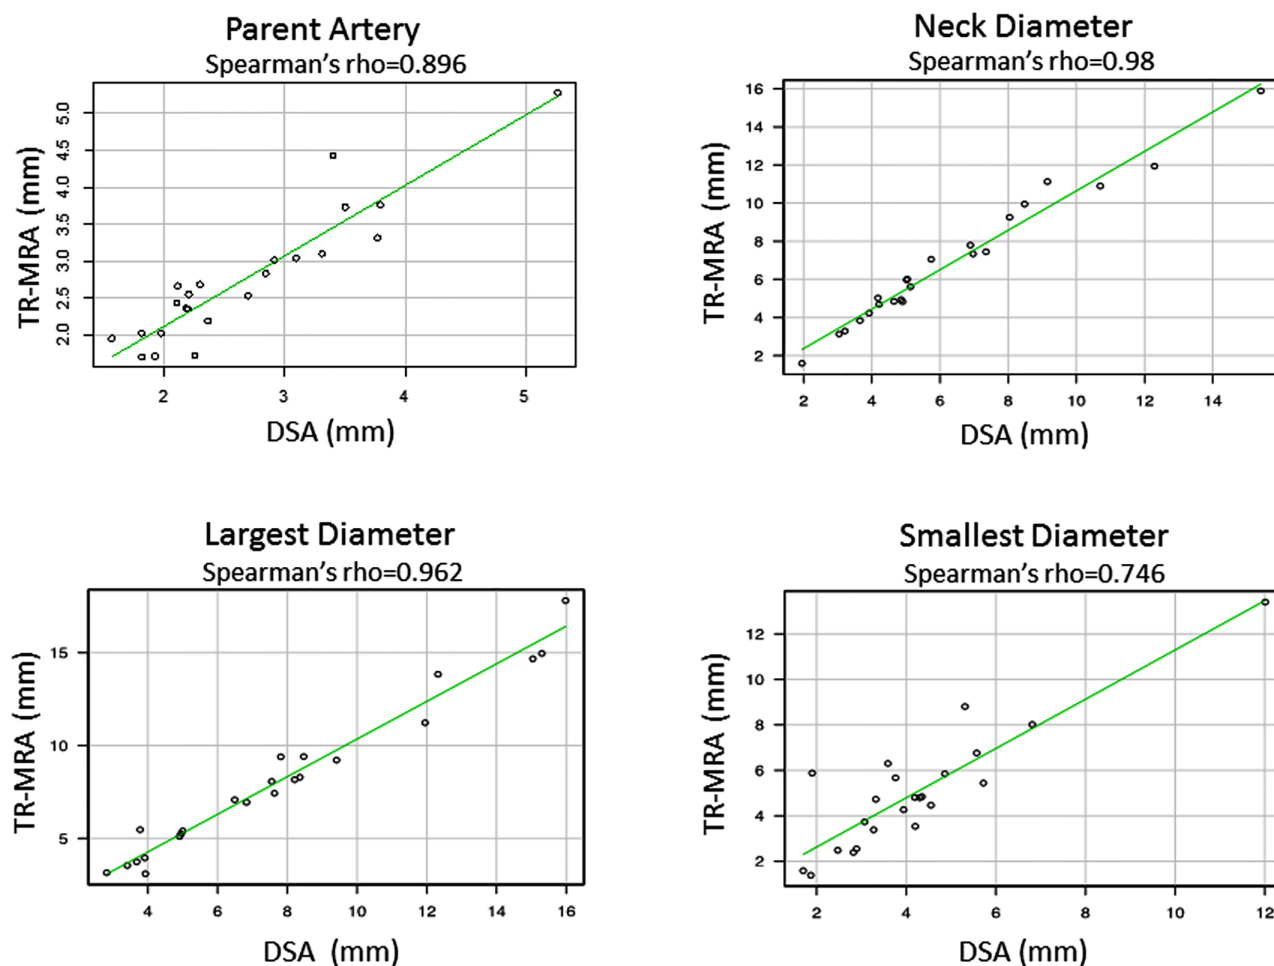 Parent Artery
Spearman's rho=0.896
TR-MRA (mm)
5.0
4.5
4.0
3.5
3.0
2.5
2.0
2 3 4 5
DSA (mm)
Neck Diameter
Spearman's rho=0.98
TR-MRA (mm)
16
14
12
10
8
6
4
2
2 4 6 8 10 12 14
DSA (mm)
Largest Diameter
Spearman's rho=0.962
TR-MRA (mm)
15
10
5
4 6 8 10 12 14 16
DSA (mm)
Smallest Diameter
Spearman's rho=0.746
TR-MRA (mm)
12
10
8
6
4
2
2 4 6 8 10 12
DSA (mm)